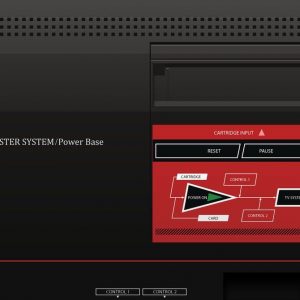 CARTRIDGE INPUT
STER SYSTEM/Power Base
RESET PAUSE
CARTRIDGE
CONTROL 1
POWER ON
TV SYSTE
CARD
CONTROL 2
CONTROL 1 CONTROL 2